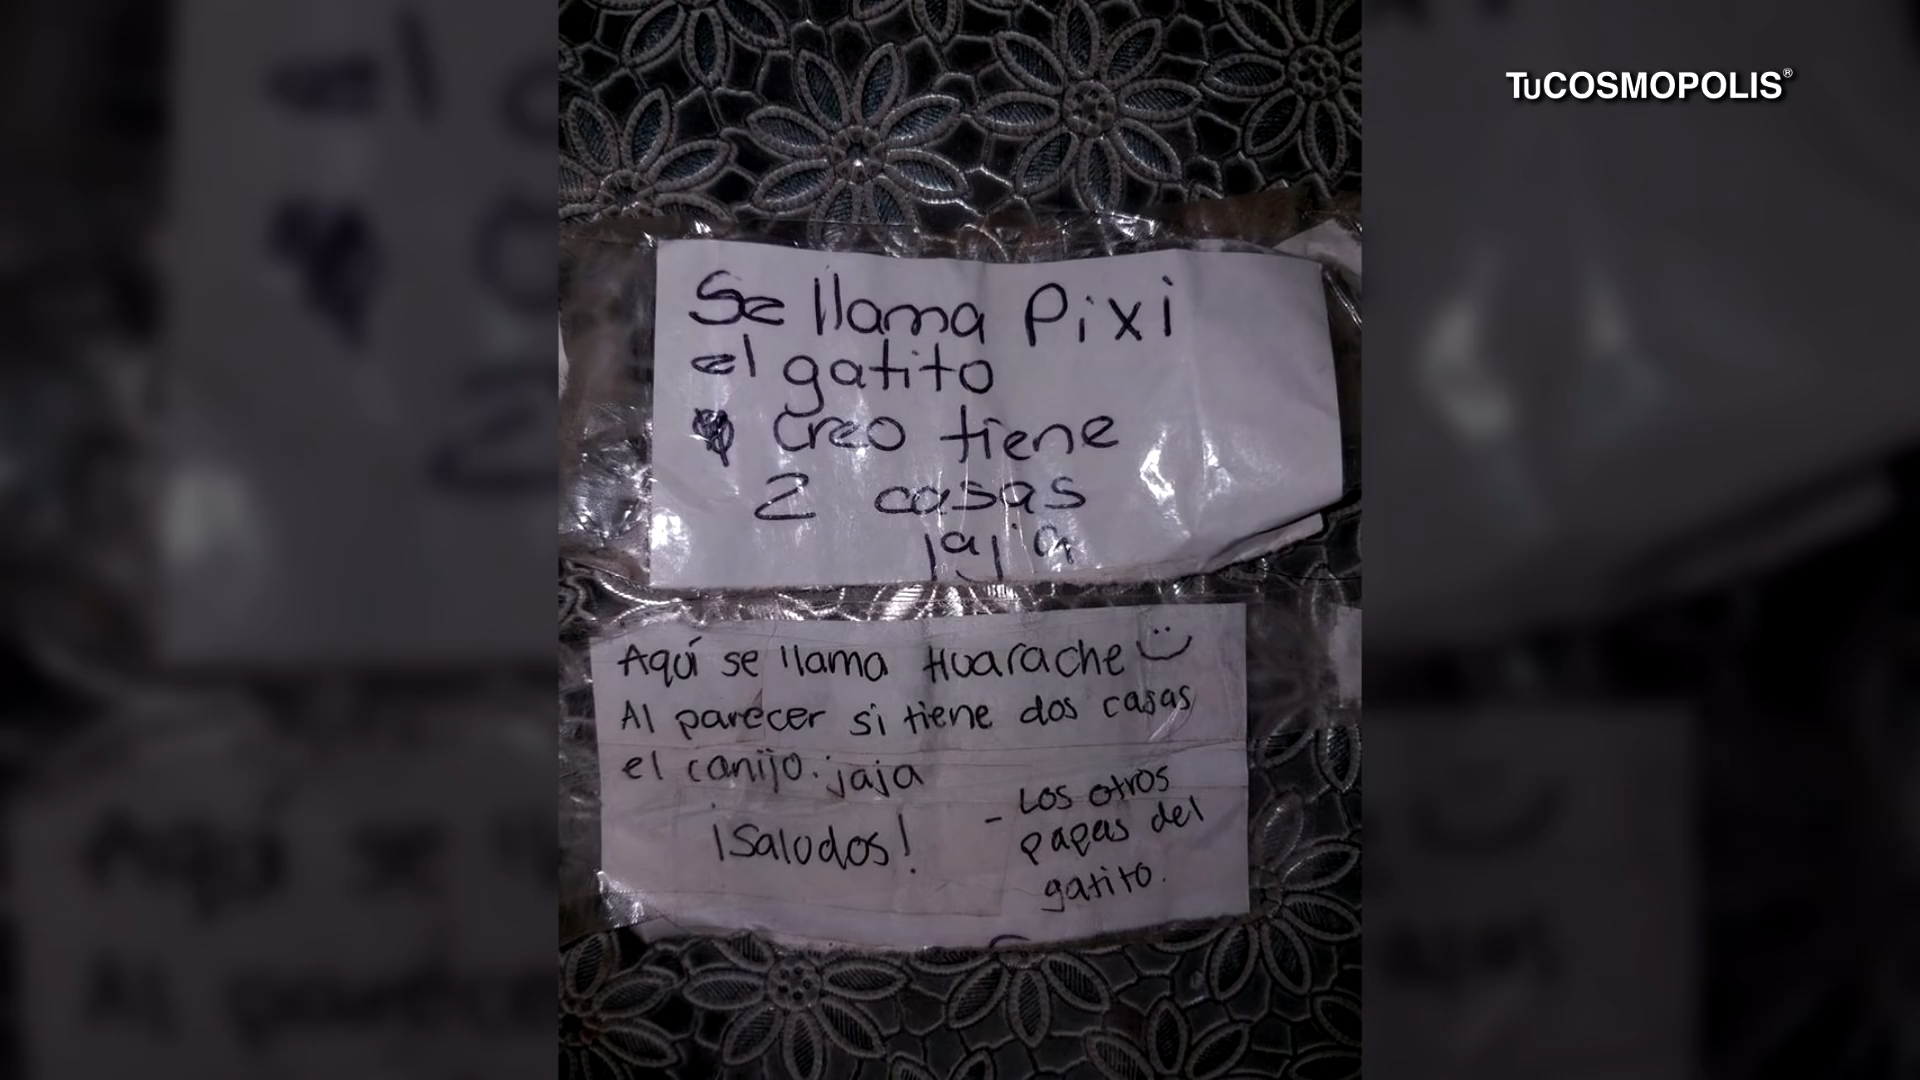 TuCOSMOPOLIS®
Se llama Pixi
el gatito
creo tiene
2 casas
jaja
Aquí se llama Huarache
Al parecer si tiene dos casas
el canijo. jaja
¡Saludos!
- Los otros
papas del
gatito.